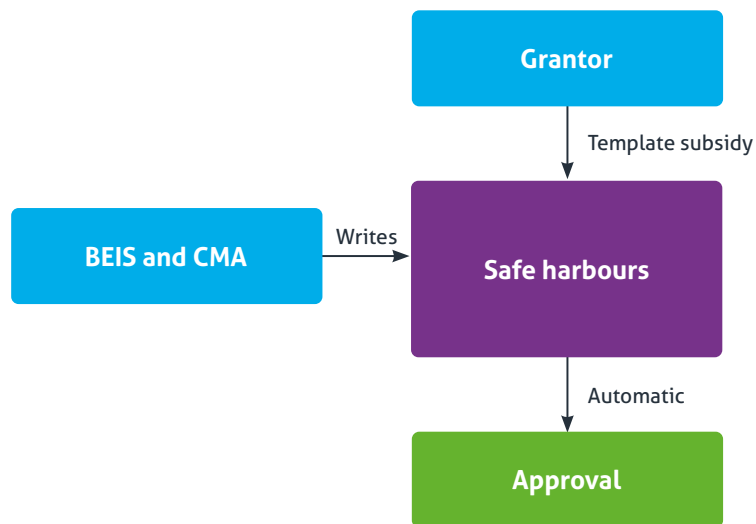 Grantor
Template subsidy
BEIS and CMA
Writes
Safe harbours
Automatic
Approval